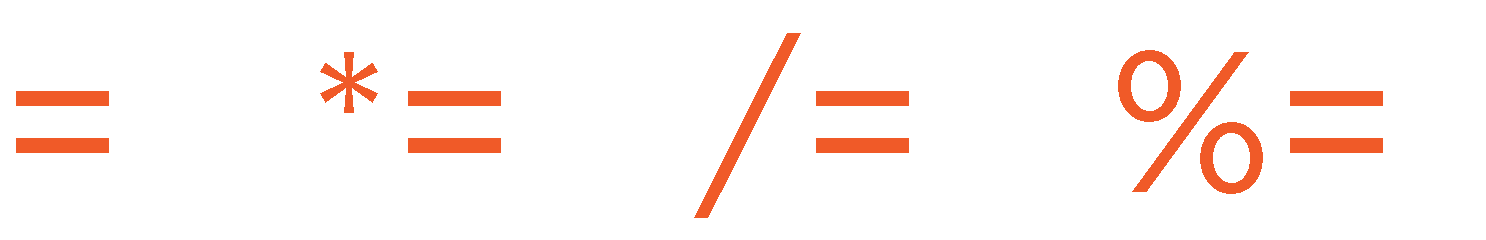 = *= /= %=